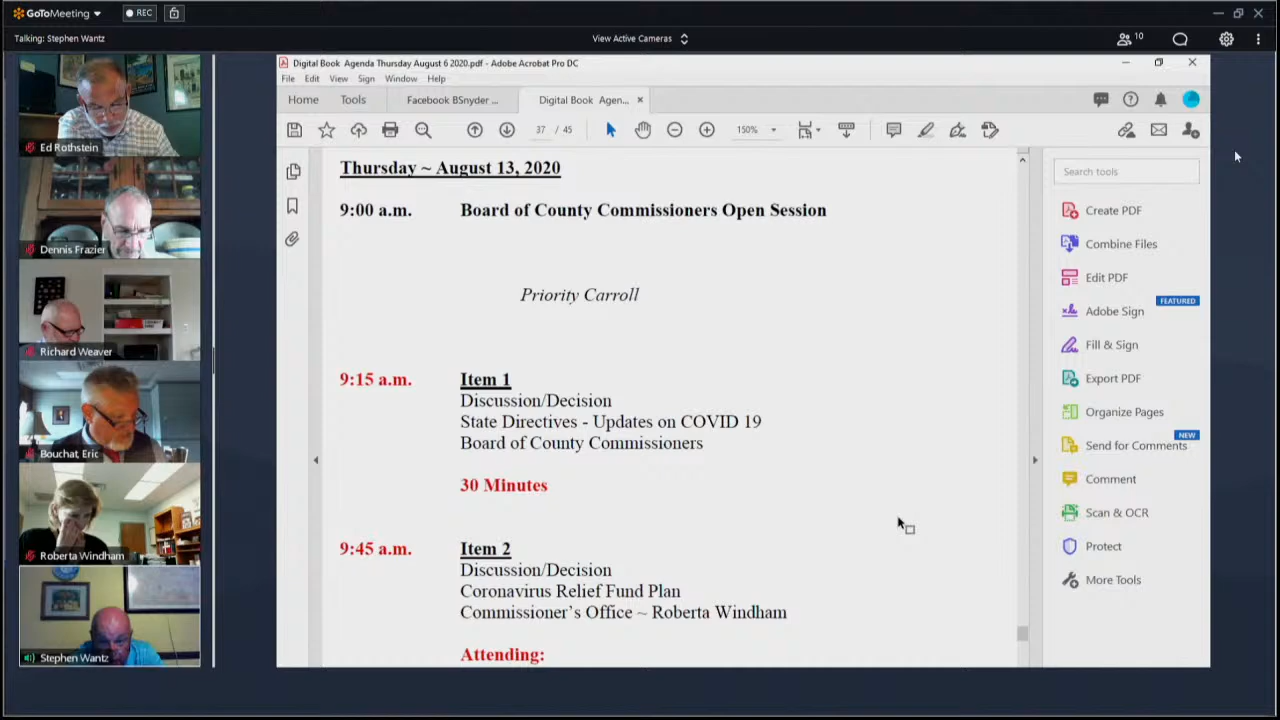 GoToMeeting
REC
Talking: Stephen Wantz
View Active Cameras
10
Ed Rothstein
Dennis Frazier
Richard Weaver
Bouchat, Eric
Roberta Windham
Stephen Wantz
Digital Book Agenda Thursday August 6 2020.pdf - Adobe Acrobat Pro DC
File Edit View Sign Window Help
Home Tools Facebook BSnyder ... Digital Book Agen... ×
37 / 45 150%
Thursday ~ August 13, 2020
9:00 a.m. Board of County Commissioners Open Session
Priority Carroll
9:15 a.m. Item 1
Discussion/Decision
State Directives - Updates on COVID 19
Board of County Commissioners
30 Minutes
9:45 a.m. Item 2
Discussion/Decision
Coronavirus Relief Fund Plan
Commissioner's Office ~ Roberta Windham
Attending:
Search tools
Create PDF
Combine Files
Edit PDF
FEATURED
Adobe Sign
Fill & Sign
Export PDF
Organize Pages
NEW
Send for Comments
Comment
Scan & OCR
Protect
More Tools